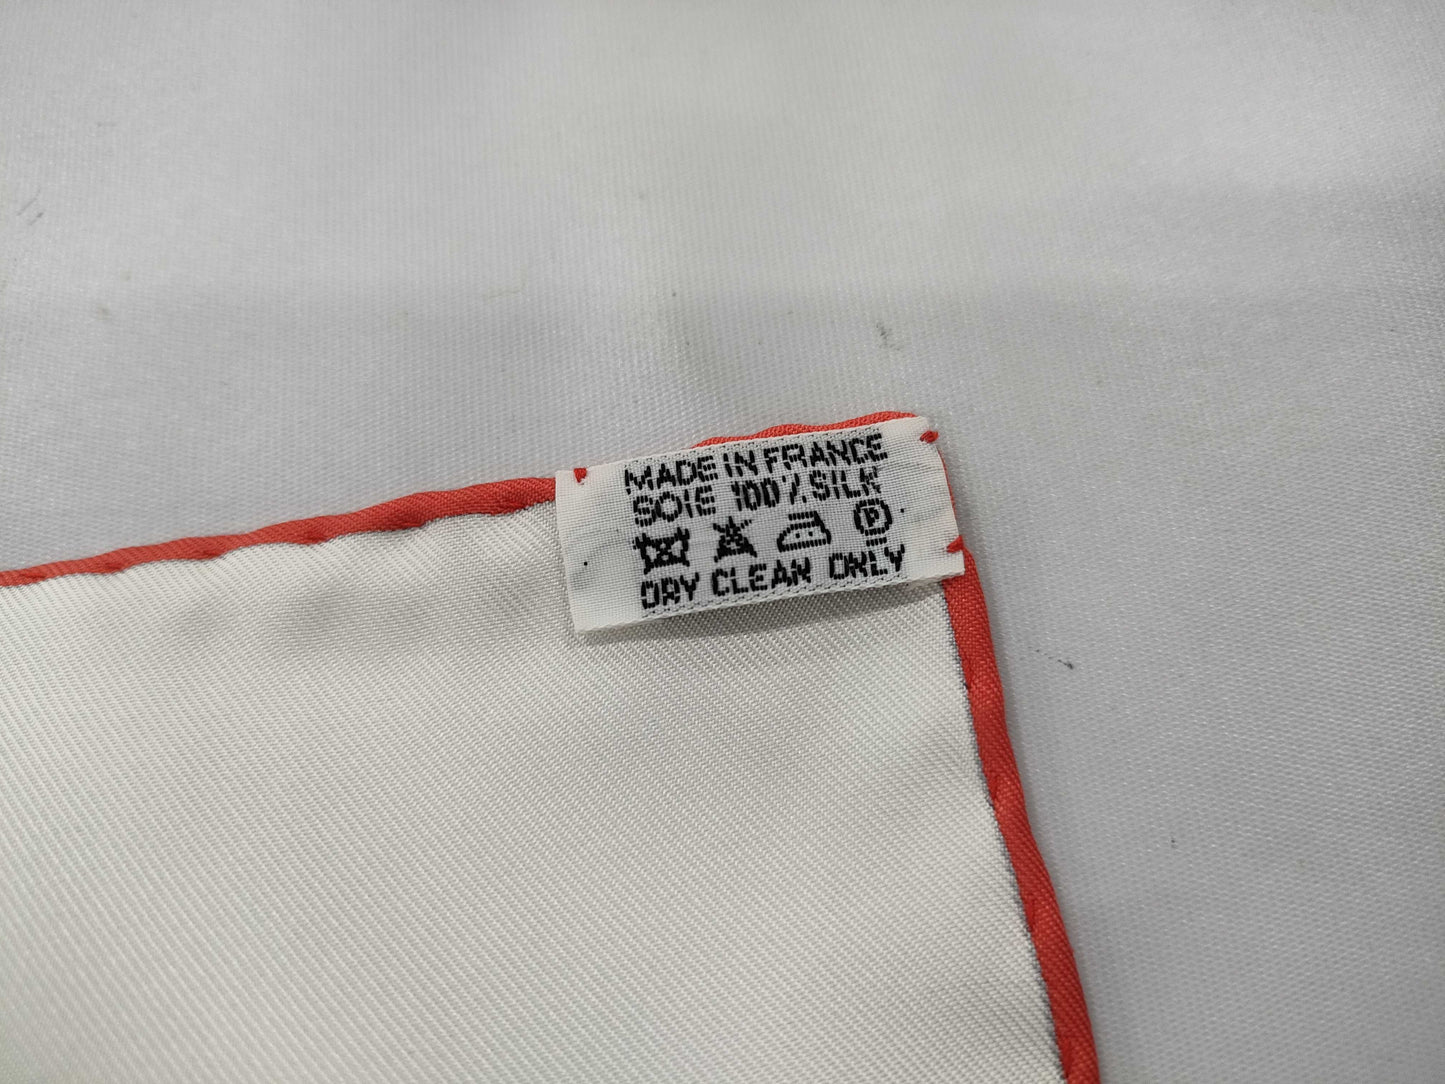 MADE IN FRANCE
SOIE 100% SILK
P
DRY CLEAN ONLY